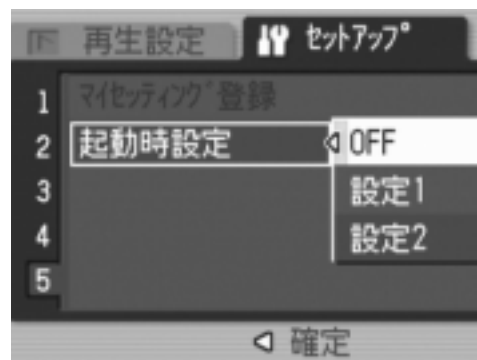 再生設定 セットアップ
1 マイセッティング登録
2 起動時設定 OFF
3 設定1
4 設定2
5
確定